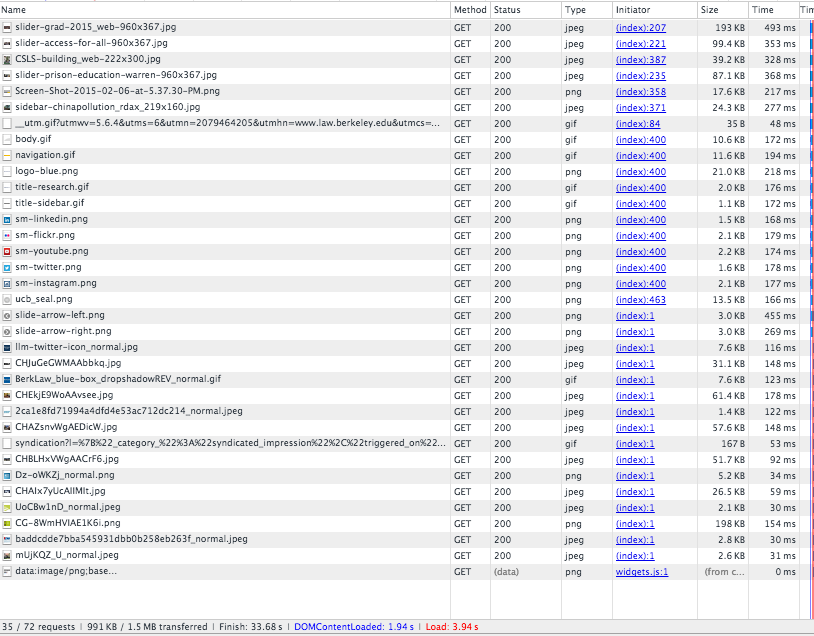 Name Method Status Type Initiator Size Time Tim
slider-grad-2015_web-960x367.jpg GET 200 jpeg (index):207 193 KB 493 ms
slider-access-for-all-960x367.jpg GET 200 jpeg (index):221 99.4 KB 353 ms
CSLS-building_web-222x300.jpg GET 200 jpeg (index):387 39.2 KB 328 ms
slider-prison-education-warren-960x367.jpg GET 200 jpeg (index):235 87.1 KB 368 ms
Screen-Shot-2015-02-06-at-5.37.30-PM.png GET 200 png (index):358 17.6 KB 217 ms
sidebar-chinapollution_rdax_219x160.jpg GET 200 jpeg (index):371 24.3 KB 277 ms
__utm.gif?utmwv=5.6.4&utms=6&utmn=2079464205&utmhn=www.law.berkeley.edu&utmcs=... GET 200 gif (index):84 35 B 48 ms
body.gif GET 200 gif (index):400 10.6 KB 172 ms
navigation.gif GET 200 gif (index):400 11.6 KB 194 ms
logo-blue.png GET 200 png (index):400 21.0 KB 218 ms
title-research.gif GET 200 gif (index):400 2.0 KB 176 ms
title-sidebar.gif GET 200 gif (index):400 1.1 KB 172 ms
sm-linkedin.png GET 200 png (index):400 1.5 KB 168 ms
sm-flickr.png GET 200 png (index):400 2.1 KB 179 ms
sm-youtube.png GET 200 png (index):400 2.2 KB 174 ms
sm-twitter.png GET 200 png (index):400 1.6 KB 178 ms
sm-instagram.png GET 200 png (index):400 2.1 KB 177 ms
ucb_seal.png GET 200 png (index):463 13.5 KB 166 ms
slide-arrow-left.png GET 200 png (index):1 3.0 KB 455 ms
slide-arrow-right.png GET 200 png (index):1 3.0 KB 269 ms
llm-twitter-icon_normal.jpg GET 200 jpeg (index):1 7.6 KB 116 ms
CHJuGeGWMAAbbkq.jpg GET 200 jpeg (index):1 31.1 KB 148 ms
BerkLaw_blue-box_dropshadowREV_normal.gif GET 200 gif (index):1 7.6 KB 123 ms
CHEkjE9WoAAvsee.jpg GET 200 jpeg (index):1 61.4 KB 178 ms
2ca1e8fd71994a4dfd4e53ac712dc214_normal.jpeg GET 200 jpeg (index):1 1.4 KB 122 ms
CHAZsnvWgAEDicW.jpg GET 200 jpeg (index):1 57.6 KB 148 ms
syndication?l=%7B%22_category_%22%3A%22syndicated_impression%22%2C%22triggered_on%22... GET 200 gif (index):1 167 B 53 ms
CHBLHxVWgAACrF6.jpg GET 200 jpeg (index):1 51.7 KB 92 ms
Dz-oWKZj_normal.png GET 200 png (index):1 5.2 KB 34 ms
CHAIx7yUcAIIMIt.jpg GET 200 jpeg (index):1 26.5 KB 59 ms
UoCBw1nD_normal.jpeg GET 200 jpeg (index):1 2.1 KB 30 ms
CG-8WmHVIAE1K6i.png GET 200 png (index):1 198 KB 154 ms
baddcdde7bba545931dbb0b258eb263f_normal.jpeg GET 200 jpeg (index):1 2.8 KB 30 ms
mUjKQZ_U_normal.jpeg GET 200 jpeg (index):1 2.6 KB 31 ms
data:image/png;base... GET (data) png widgets.js:1 (from c... 0 ms
35 / 72 requests | 991 KB / 1.5 MB transferred | Finish: 33.68 s | DOMContentLoaded: 1.94 s | Load: 3.94 s